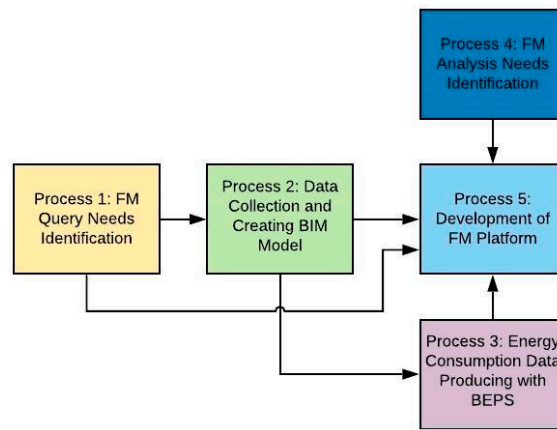 Process 4: FM
Analysis Needs
Identification
Process 1: FM
Query Needs
Identification
Process 2: Data
Collection and
Creating BIM
Model
Process 5:
Development of
FM Platform
Process 3: Energy
Consumption Data
Producing with
BEPS